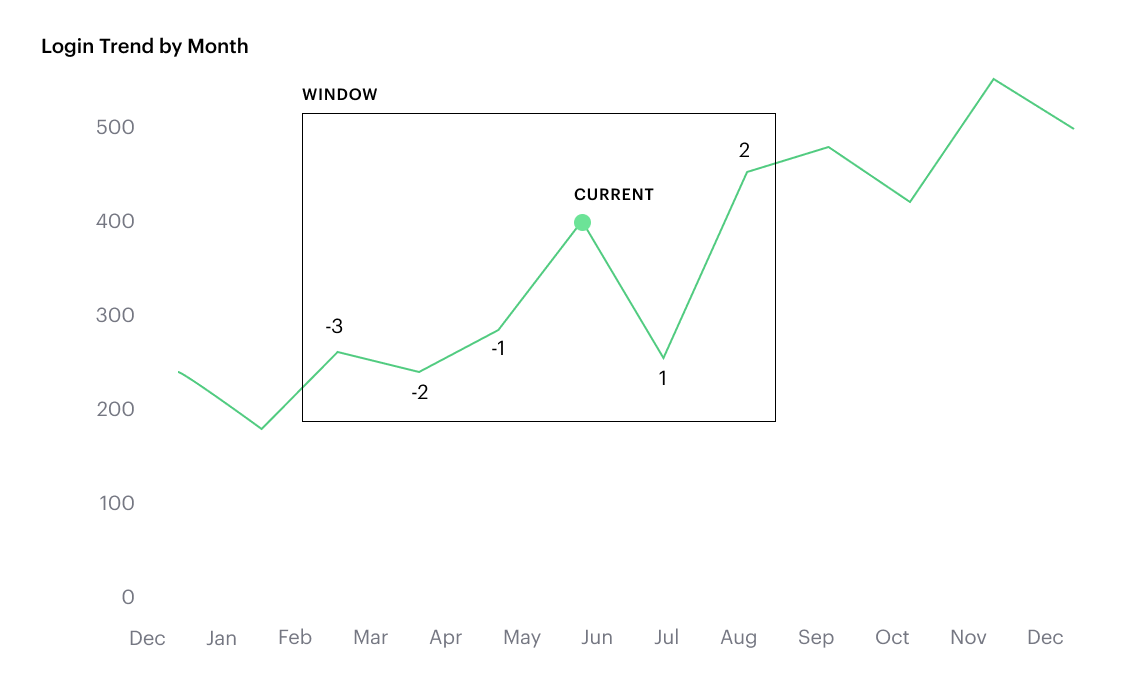 Login Trend by Month
WINDOW
500
2
CURRENT
400
300
-3
-1
1
-2
200
100
0
Dec Jan Feb Mar Apr May Jun Jul Aug Sep Oct Nov Dec